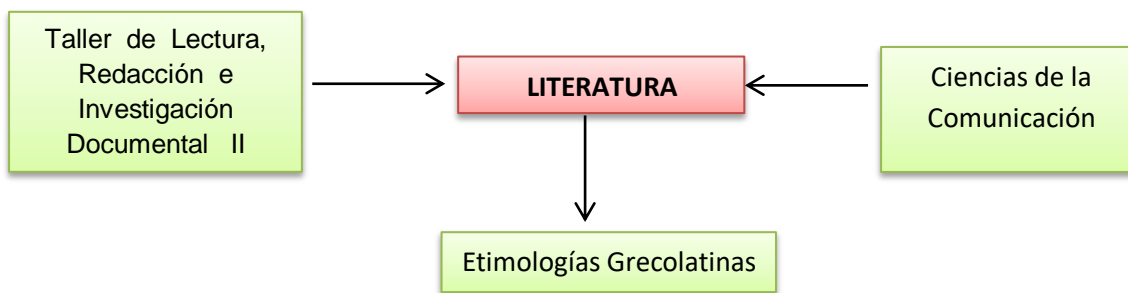 Taller de Lectura,
Redacción e
Investigación
Documental II
LITERATURA
Ciencias de la
Comunicación
Etimologías Grecolatinas